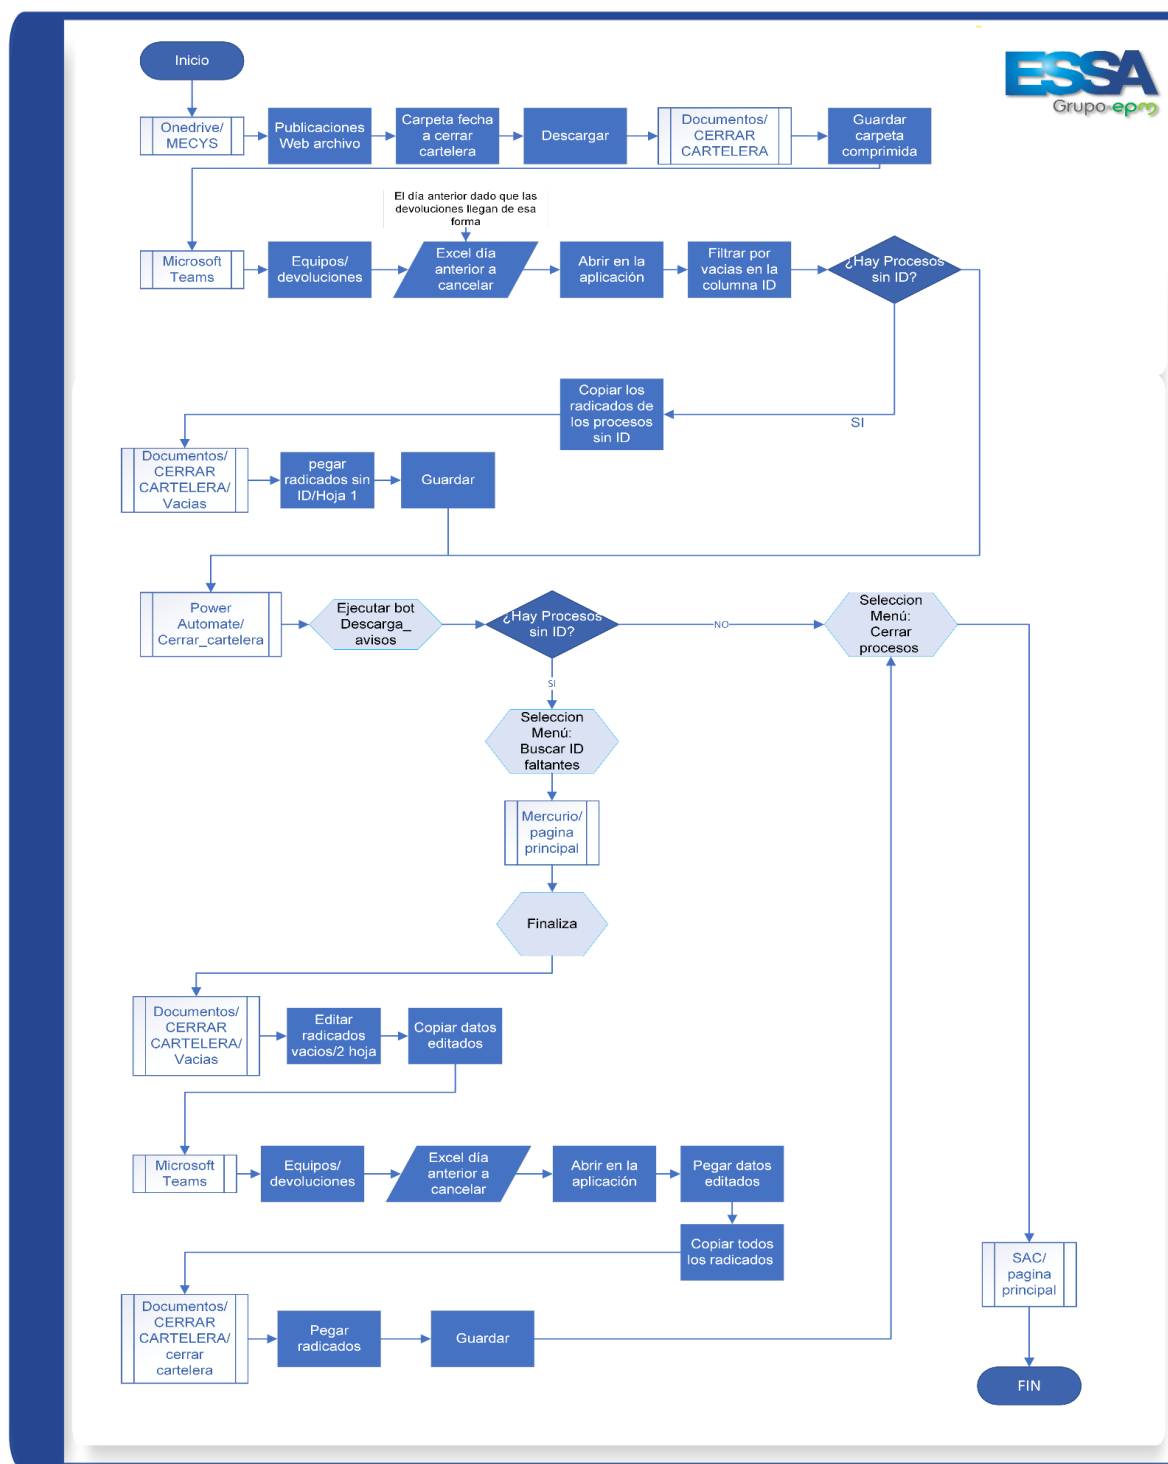 Inicio
ESSA
Grupo epm
Onedrive/
MECYS
Publicaciones
Web archivo
Carpeta fecha
a cerrar
cartelera
Descargar
Documentos/
CERRAR
CARTELERA
Guardar
carpeta
comprimida
El día anterior dado que las
devoluciones llegan de esa
forma
Microsoft
Teams
Equipos/
devoluciones
Excel día
anterior a
cancelar
Abrir en la
aplicación
Filtrar por
vacias en la
columna ID
¿Hay Procesos
sin ID?
Copiar los
radicados de
los procesos
sin ID
SI
Documentos/
CERRAR
CARTELERA/
Vacias
pegar
radicados sin
ID/Hoja 1
Guardar
Power
Automate/
Cerrar_cartelera
Ejecutar bot
Descarga_
avisos
¿Hay Procesos
sin ID?
NO
Seleccion
Menú:
Cerrar
procesos
Si
Seleccion
Menú:
Buscar ID
faltantes
Mercurio/
pagina
principal
Finaliza
Documentos/
CERRAR
CARTELERA/
Vacias
Editar
radicados
vacios/2 hoja
Copiar datos
editados
Microsoft
Teams
Equipos/
devoluciones
Excel día
anterior a
cancelar
Abrir en la
aplicación
Pegar datos
editados
Copiar todos
los radicados
Documentos/
CERRAR
CARTELERA/
cerrar
cartelera
Pegar
radicados
Guardar
SAC/
pagina
principal
FIN